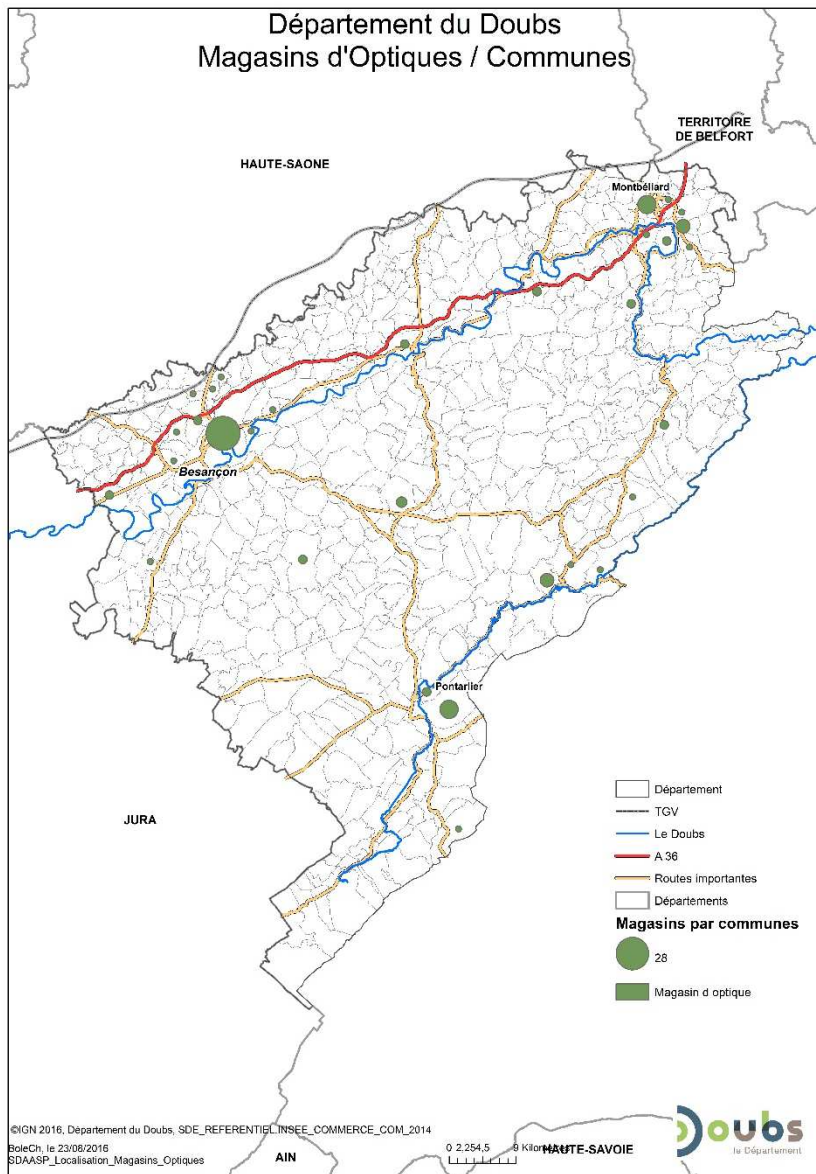 Département du Doubs
Magasins d'Optiques / Communes
TERRITOIRE
DE BELFORT
HAUTE-SAONE
Montbéliard
Besançon
Pontarlier
JURA
Département
TGV
Le Doubs
A 36
Routes importantes
Départements
Magasins par communes
28
Magasin d optique
©IGN 2016, Département du Doubs, SDE_REFERENTIEL.INSEE_COMMERCE_COM_2014
BoleCh, le 23/08/2016
SDAASP_Localisation_Magasins_Optiques
AIN
0 2,254,5 9 Kilomètres
HAUTE-SAVOIE
Doubs
le Département